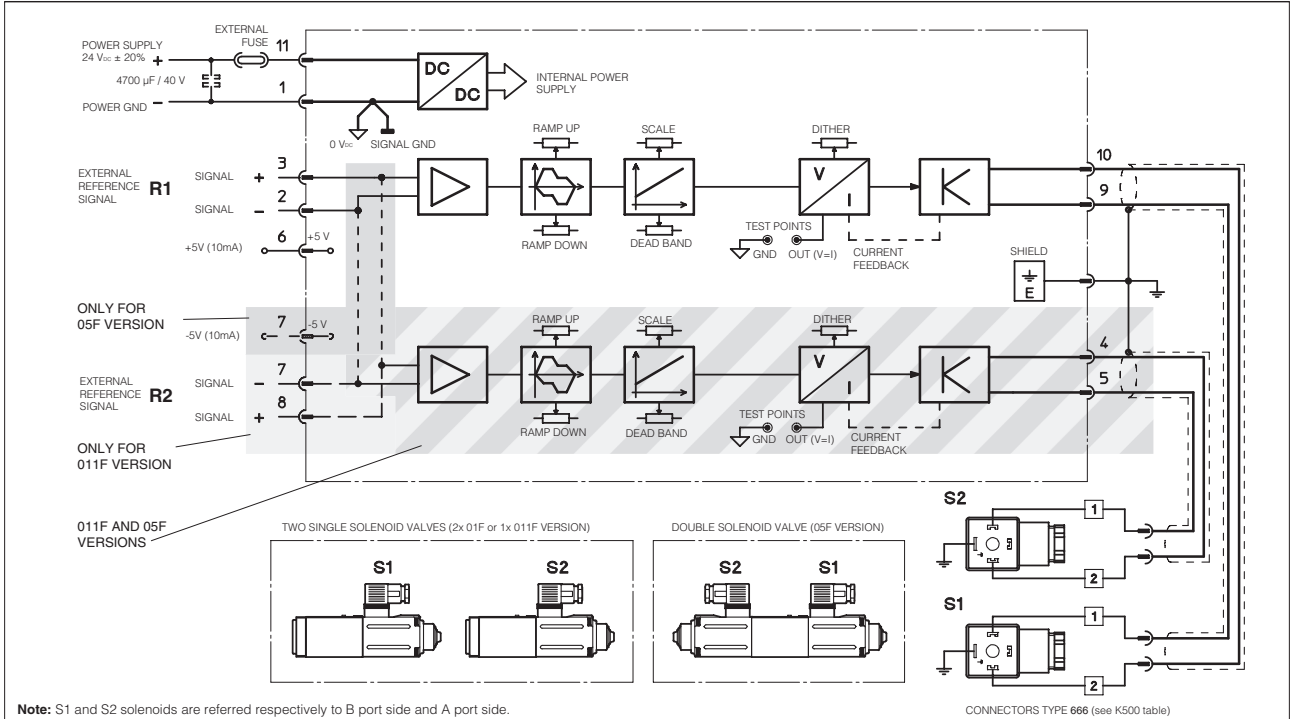 EXTERNAL
FUSE
11
POWER SUPPLY
24 VDC ± 20% +
4700 µF / 40 V
1
POWER GND -
DC
DC
INTERNAL POWER
SUPPLY
0 VDC
SIGNAL GND
RAMP UP
SCALE
DITHER
EXTERNAL
REFERENCE
SIGNAL
R1
SIGNAL + 3
SIGNAL - 2
6
+5V (10mA)
+5 V
V
I
10
9
RAMP DOWN
DEAD BAND
TEST POINTS
GND OUT (V=I)
CURRENT
FEEDBACK
SHIELD
E
ONLY FOR
05F VERSION
7
-5 V
-5V (10mA)
RAMP UP
SCALE
DITHER
EXTERNAL
REFERENCE
SIGNAL
R2
7
SIGNAL -
8
SIGNAL +
V
I
4
5
RAMP DOWN
DEAD BAND
TEST POINTS
GND OUT (V=I)
CURRENT
FEEDBACK
ONLY FOR
011F VERSION
011F AND 05F
VERSIONS
TWO SINGLE SOLENOID VALVES (2x 01F or 1x 011F VERSION)
S1
S2
DOUBLE SOLENOID VALVE (05F VERSION)
S2
S1
S2
1
2
S1
1
2
Note: S1 and S2 solenoids are referred respectively to B port side and A port side.
CONNECTORS TYPE 666 (see K500 table)